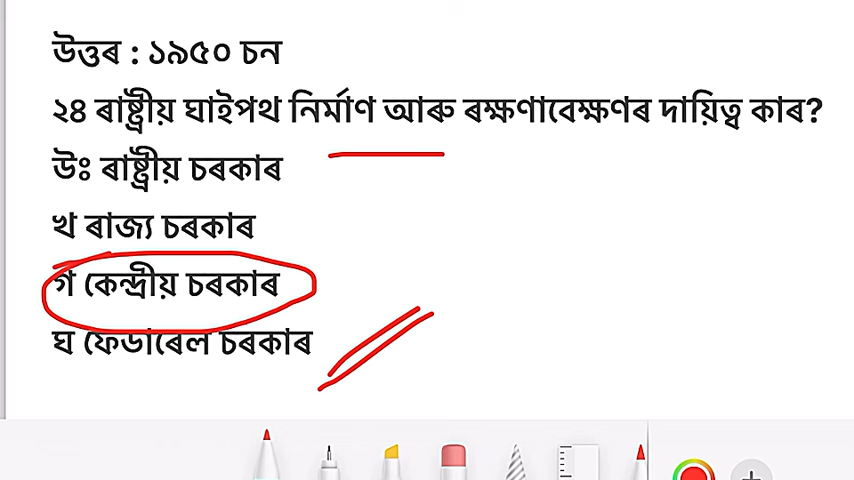 উত্তৰ : ১৯৫০ চন
২৪ ৰাষ্ট্ৰীয় ঘাইপথ নিৰ্মাণ আৰু ৰক্ষণাবেক্ষণৰ দায়িত্ব কাৰ?
উঃ ৰাষ্ট্ৰীয় চৰকাৰ
খ ৰাজ্য চৰকাৰ
গ কেন্দ্ৰীয় চৰকাৰ
ঘ ফেডাৰেল চৰকাৰ